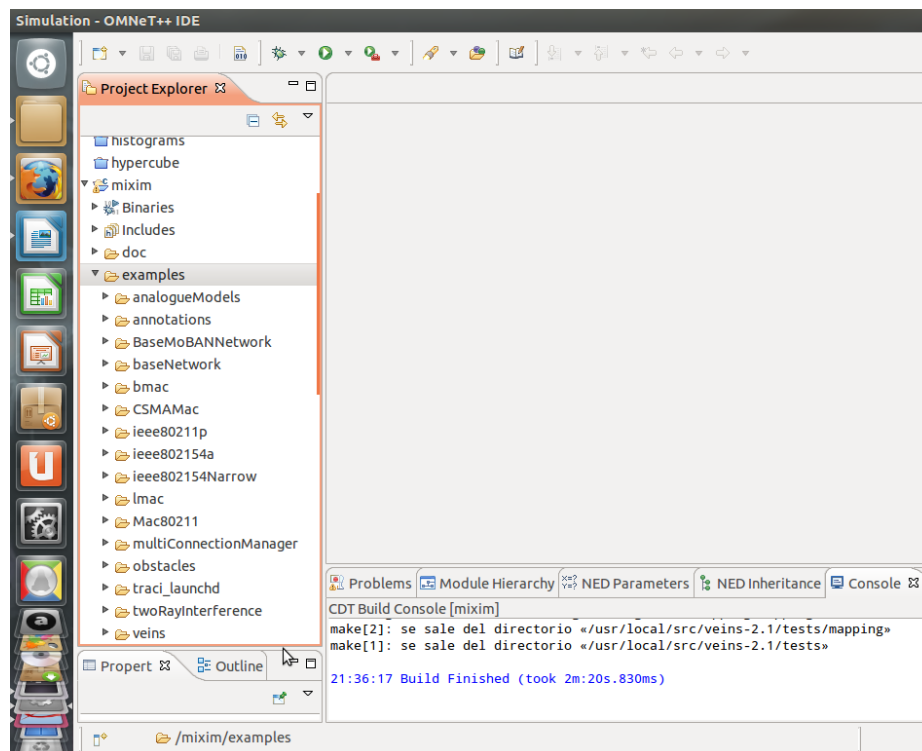 Simulation - OMNeT++ IDE
Project Explorer
histograms
hypercube
mixim
Binaries
Includes
doc
examples
analogueModels
annotations
BaseMoBANNetwork
baseNetwork
bmac
CSMAMac
ieee80211p
ieee802154a
ieee802154Narrow
lmac
Mac80211
multiConnectionManager
obstacles
traci_launchd
twoRayInterference
veins
Propert Outline
Problems Module Hierarchy NED Parameters NED Inheritance Console
CDT Build Console [mixim]
make[2]: se sale del directorio «/usr/local/src/veins-2.1/tests/mapping»
make[1]: se sale del directorio «/usr/local/src/veins-2.1/tests»
21:36:17 Build Finished (took 2m:20s.830ms)
/mixim/examples